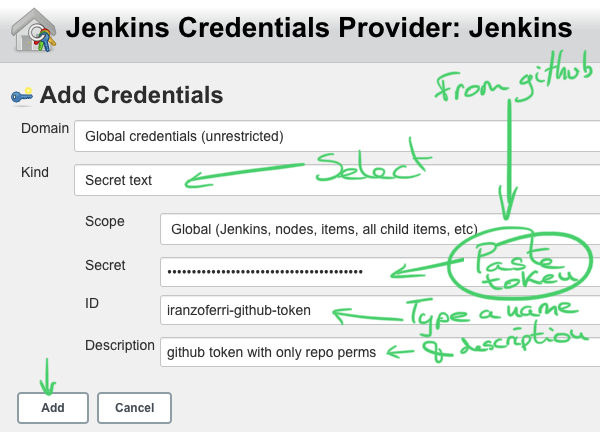 Jenkins Credentials Provider: Jenkins
From github
Add Credentials
Domain Global credentials (unrestricted)
Kind Secret text
Select
Scope Global (Jenkins, nodes, items, all child items, etc)
Secret ••••••••••••••••••••••••••••••••••••••••
Paste
token
ID iranzoferri-github-token
Type a name
& description
Description github token with only repo perms
Add Cancel